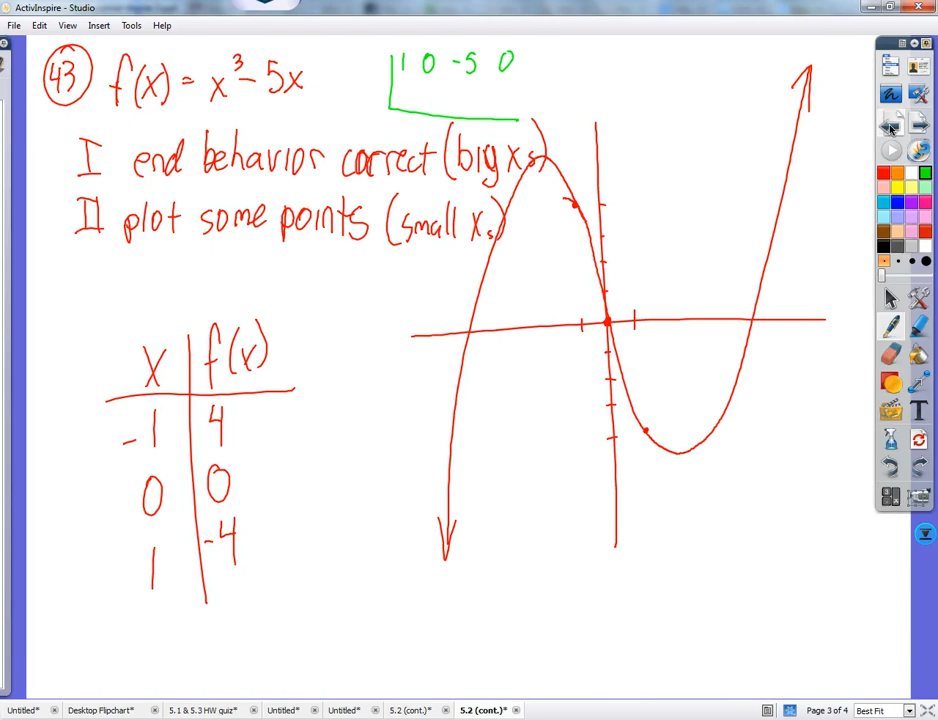 ActivInspire - Studio
File Edit View Insert Tools Help
43 f(x) = x³ - 5x
1 0 -5 0
I end behavior correct (big xs)
II plot some points (small xs)
x f(x)
-1 4
0 0
1 -4
Untitled* Desktop Flipchart* 5.1 & 5.3 HW quiz* Untitled* Untitled* 5.2 (cont.)* 5.2 (cont.)* Page 3 of 4 Best Fit